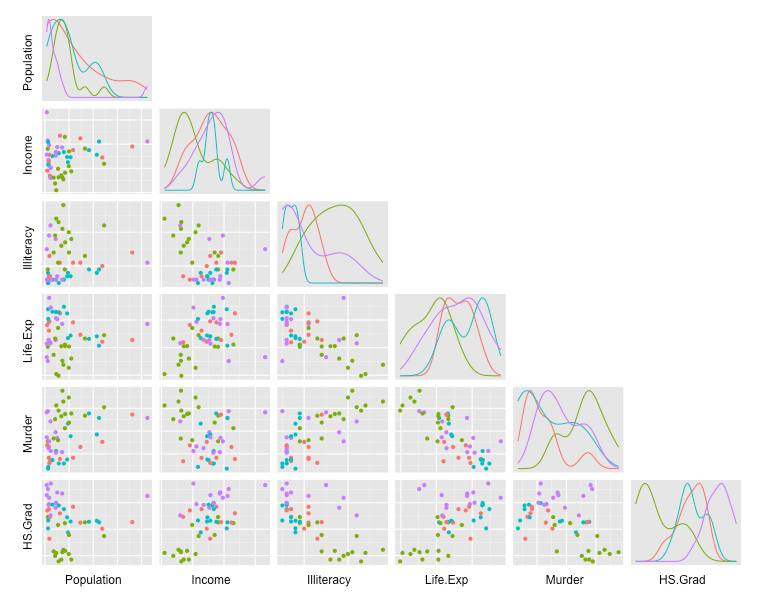 Population
Income
Illiteracy
Life.Exp
Murder
HS.Grad
Population
Income
Illiteracy
Life.Exp
Murder
HS.Grad